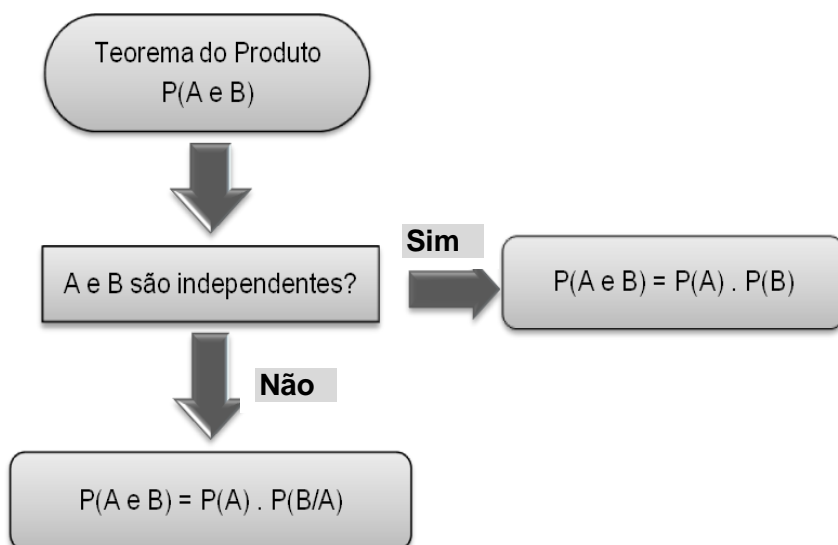 Teorema do Produto
P(A e B)
A e B são independentes?
Sim
P(A e B) = P(A) . P(B)
Não
P(A e B) = P(A) . P(B/A)